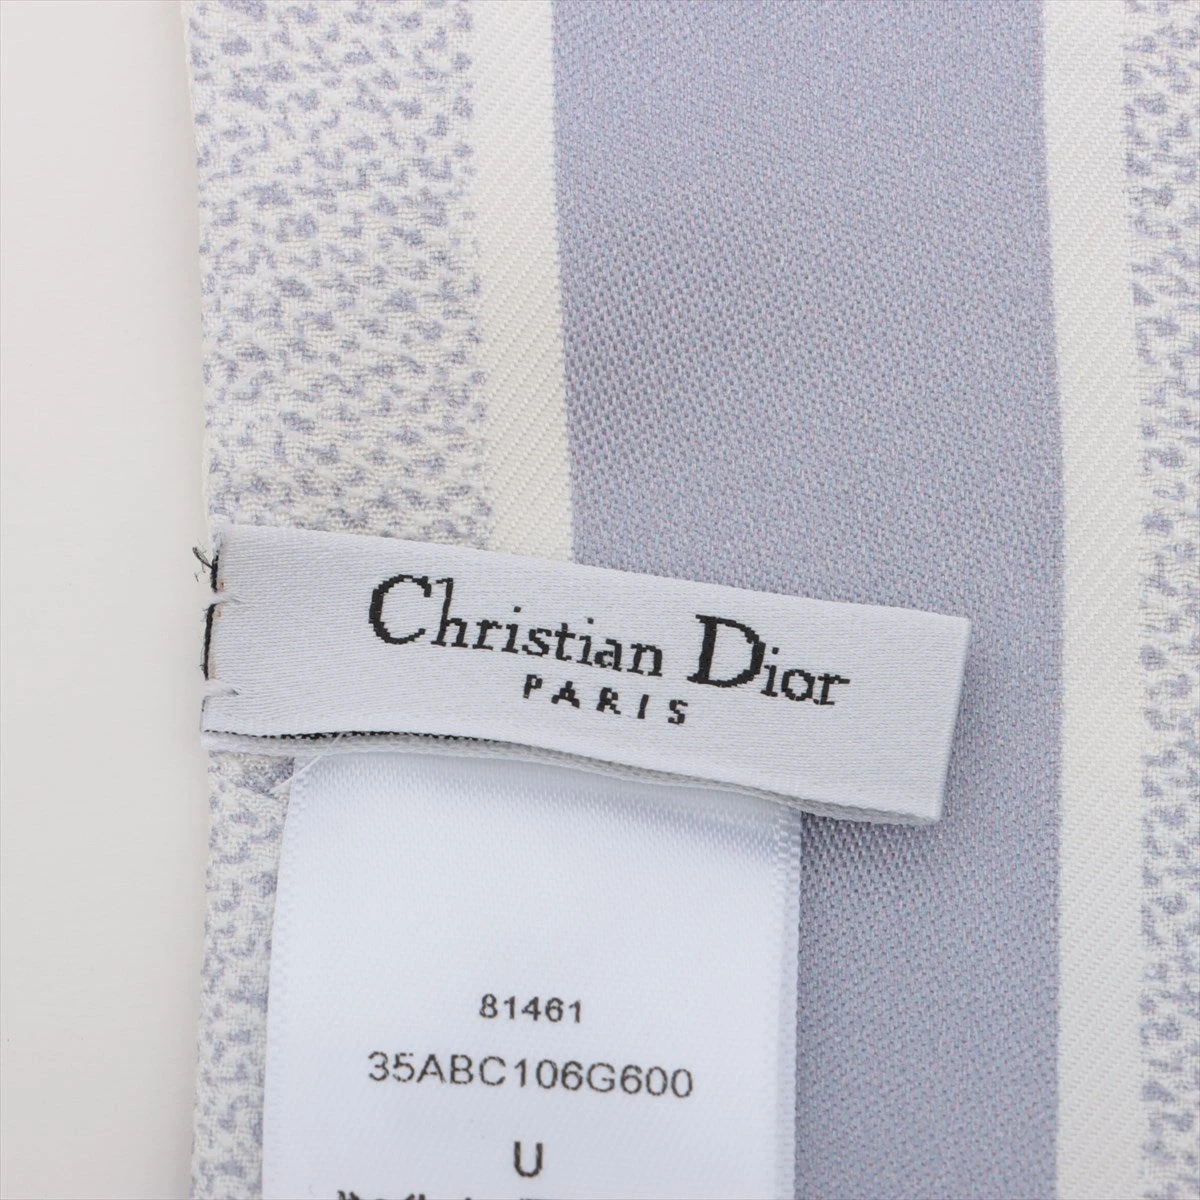 Christian Dior
PARIS
81461
35ABC106G600
U